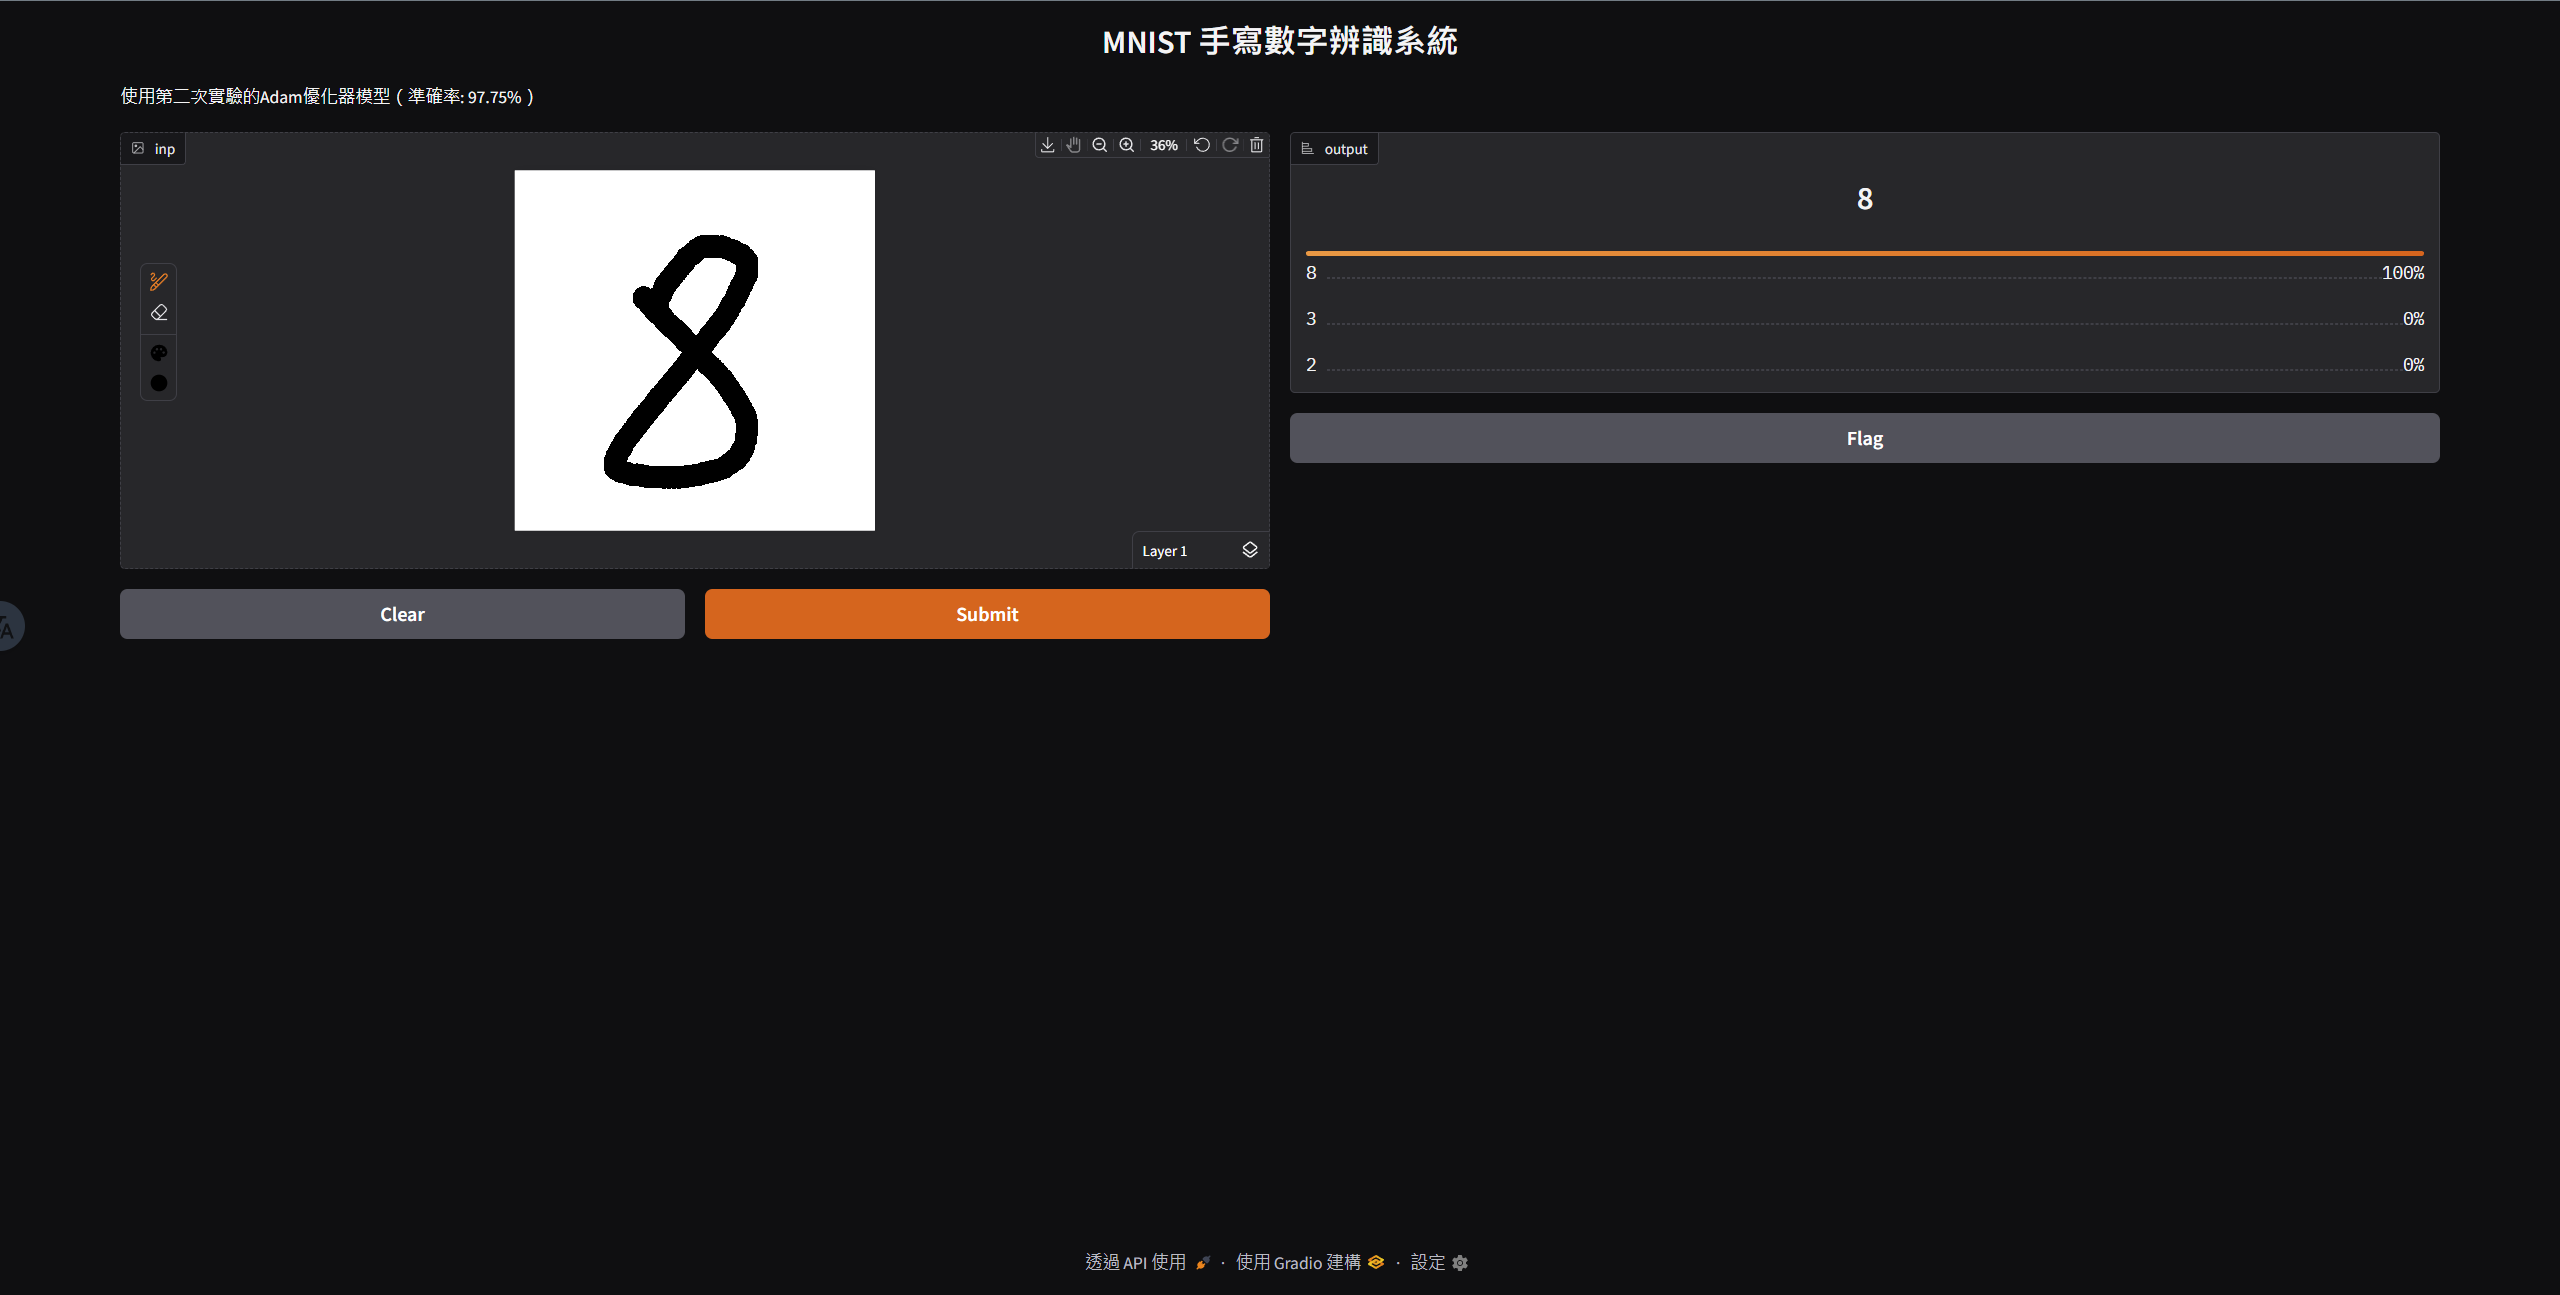 MNIST 手寫數字辨識系統
使用第二次實驗的Adam優化器模型 ( 準確率: 97.75% )
inp
36%
8
Layer 1
Clear
Submit
output
8
8 100%
3 0%
2 0%
Flag
透過 API 使用 · 使用 Gradio 建構 · 設定